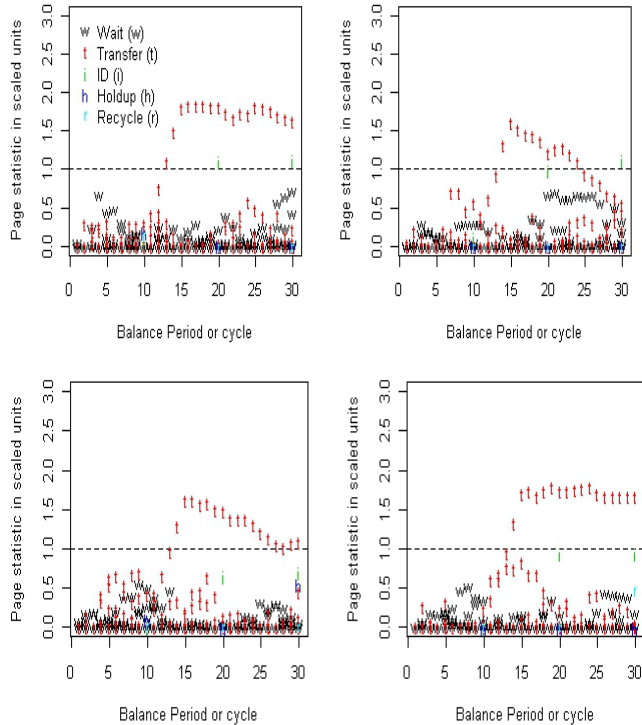 Page statistic in scaled units
3.0
2.5
2.0
1.5
1.0
0.5
0.0
w Wait (w)
t Transfer (t)
i ID (i)
h Holdup (h)
r Recycle (r)
0 5 10 15 20 25 30
Balance Period or cycle
Page statistic in scaled units
3.0
2.5
2.0
1.5
1.0
0.5
0.0
0 5 10 15 20 25 30
Balance Period or cycle
Page statistic in scaled units
3.0
2.5
2.0
1.5
1.0
0.5
0.0
0 5 10 15 20 25 30
Balance Period or cycle
Page statistic in scaled units
3.0
2.5
2.0
1.5
1.0
0.5
0.0
0 5 10 15 20 25 30
Balance Period or cycle